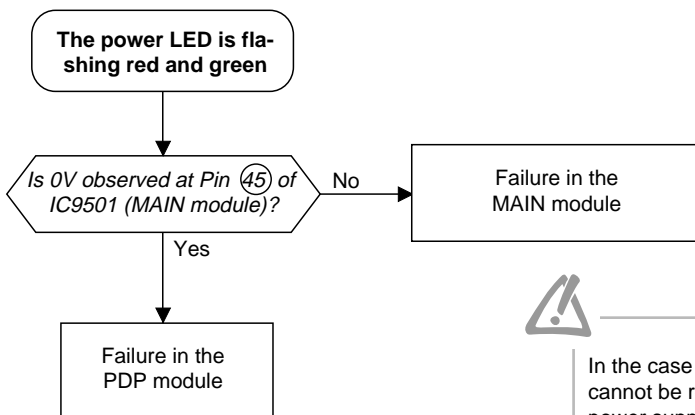 The power LED is fla-
shing red and green
Is 0V observed at Pin 45 of
IC9501 (MAIN module)?
No
Failure in the
MAIN module
Yes
Failure in the
PDP module
In the case
cannot be r
power supp